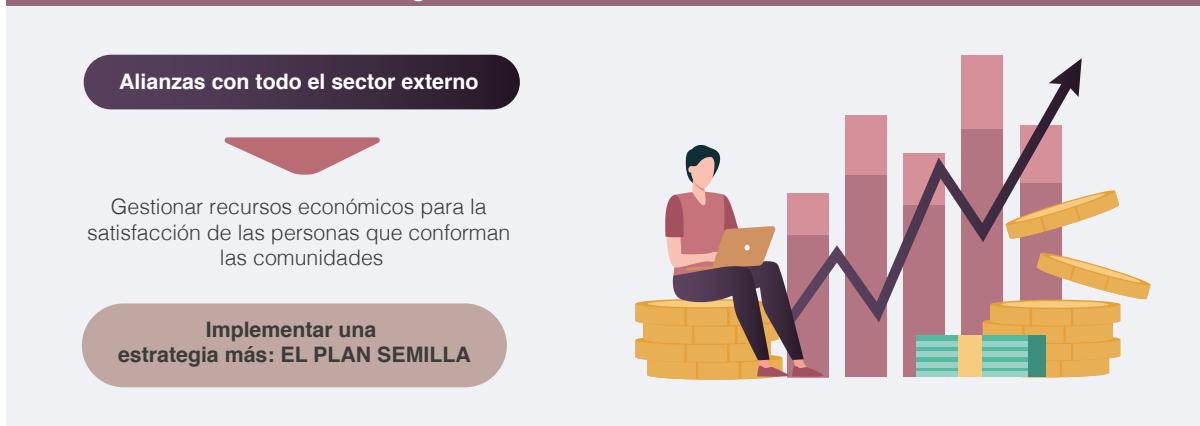 Alianzas con todo el sector externo
Gestionar recursos económicos para la
satisfacción de las personas que conforman
las comunidades
Implementar una
estrategia más: EL PLAN SEMILLA